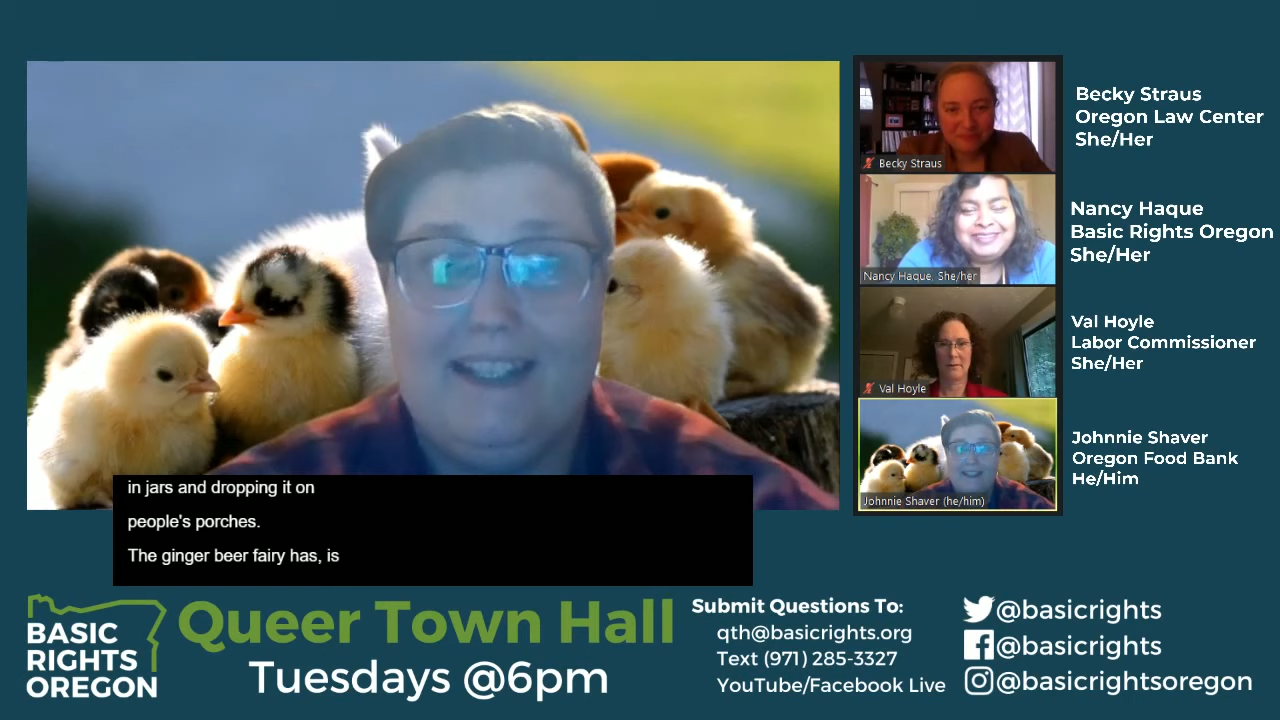 Becky Straus
Oregon Law Center
She/Her
Becky Straus
Nancy Haque
Basic Rights Oregon
She/Her
Nancy Haque. She/her
Val Hoyle
Labor Commissioner
She/Her
Val Hoyle
Johnnie Shaver
Oregon Food Bank
He/Him
Johnnie Shaver (he/him)
in jars and dropping it on
people's porches.
The ginger beer fairy has, is
BASIC
RIGHTS
OREGON
Queer Town Hall
Tuesdays @6pm
Submit Questions To:
qth@basicrights.org
Text (971) 285-3327
YouTube/Facebook Live
@basicrights
@basicrights
@basicrightsoregon